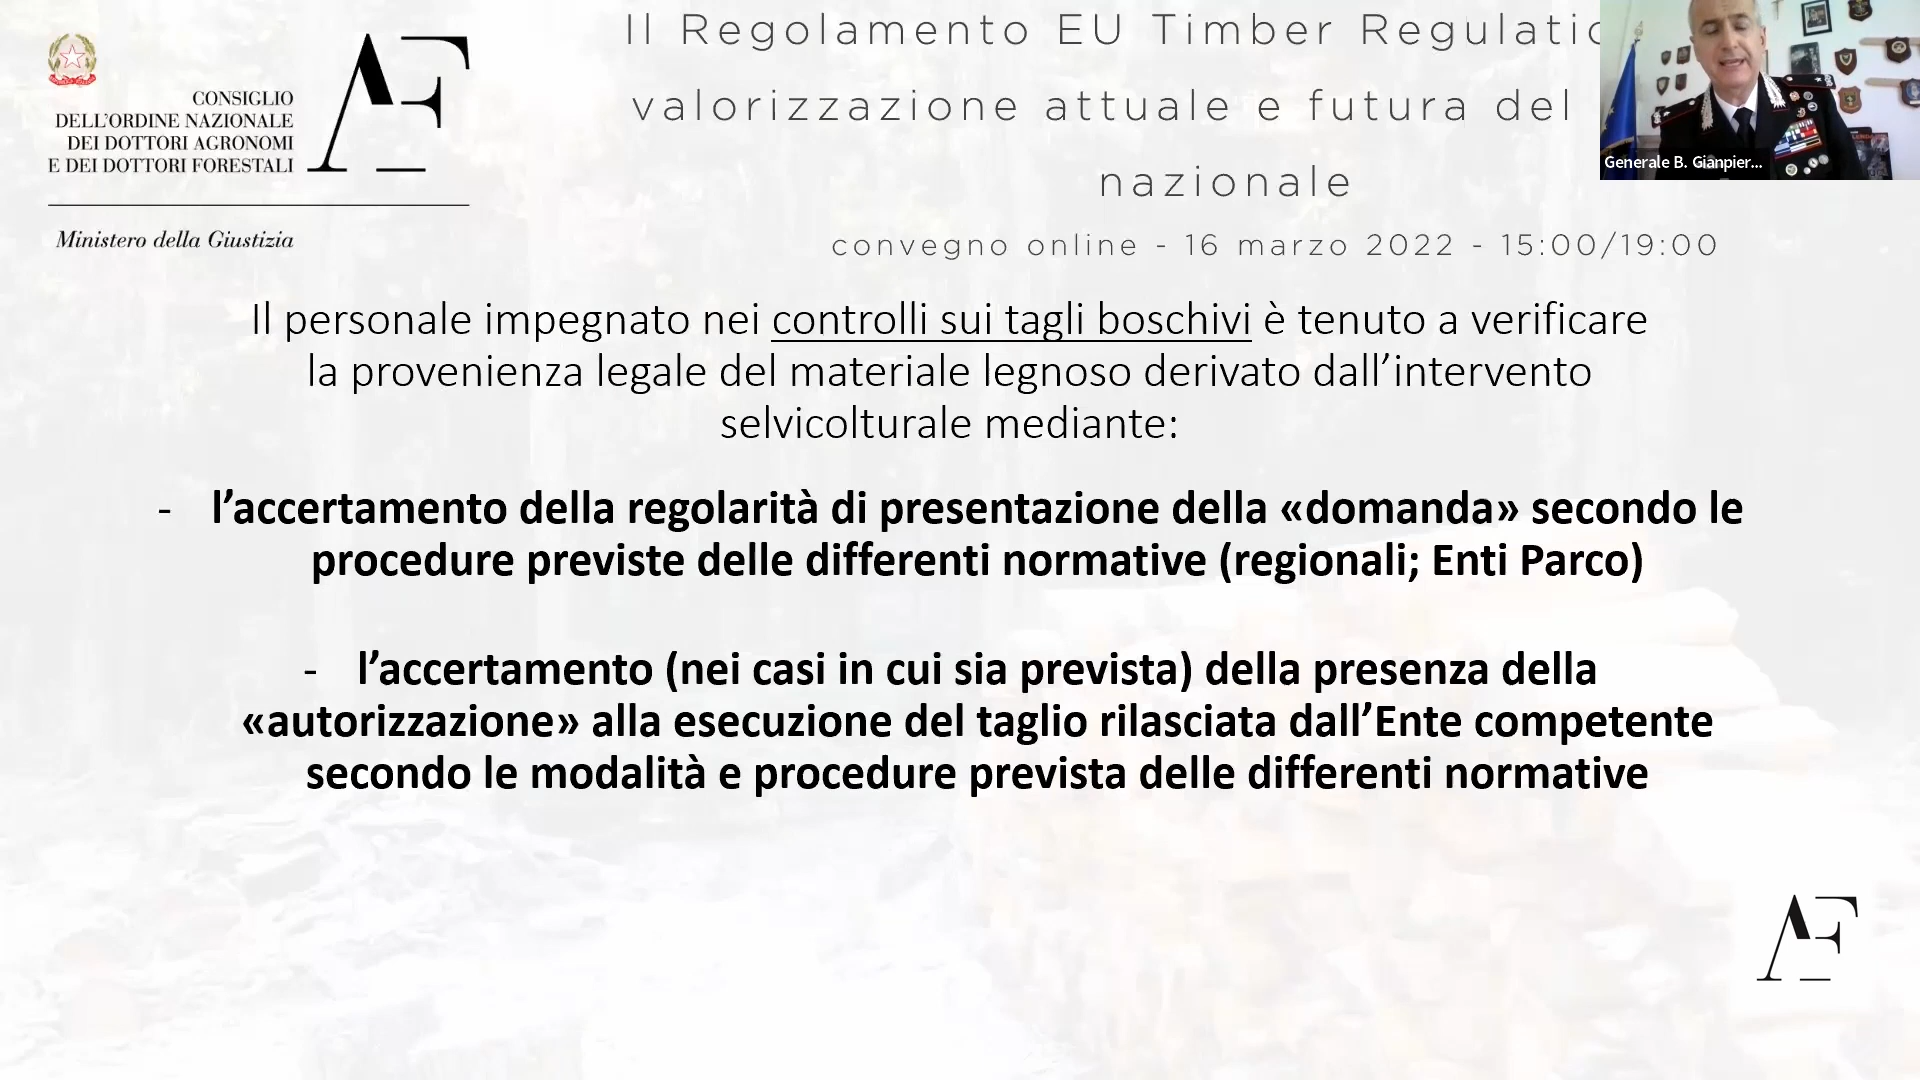 CONSIGLIO
DELL'ORDINE NAZIONALE
DEI DOTTORI AGRONOMI
E DEI DOTTORI FORESTALI
Ministero della Giustizia
Il Regolamento EU Timber
valorizzazione attuale e futura del
nazionale
convegno online - 16 marzo 2022 - 15:00/19:00
Generale B. Gianpier...
Il personale impegnato nei controlli sui tagli boschivi è tenuto a verificare
la provenienza legale del materiale legnoso derivato dall'intervento
selvicolturale mediante:
- l'accertamento della regolarità di presentazione della «domanda» secondo le
procedure previste delle differenti normative (regionali; Enti Parco)
- l'accertamento (nei casi in cui sia prevista) della presenza della
«autorizzazione» alla esecuzione del taglio rilasciata dall'Ente competente
secondo le modalità e procedure prevista delle differenti normative
AF